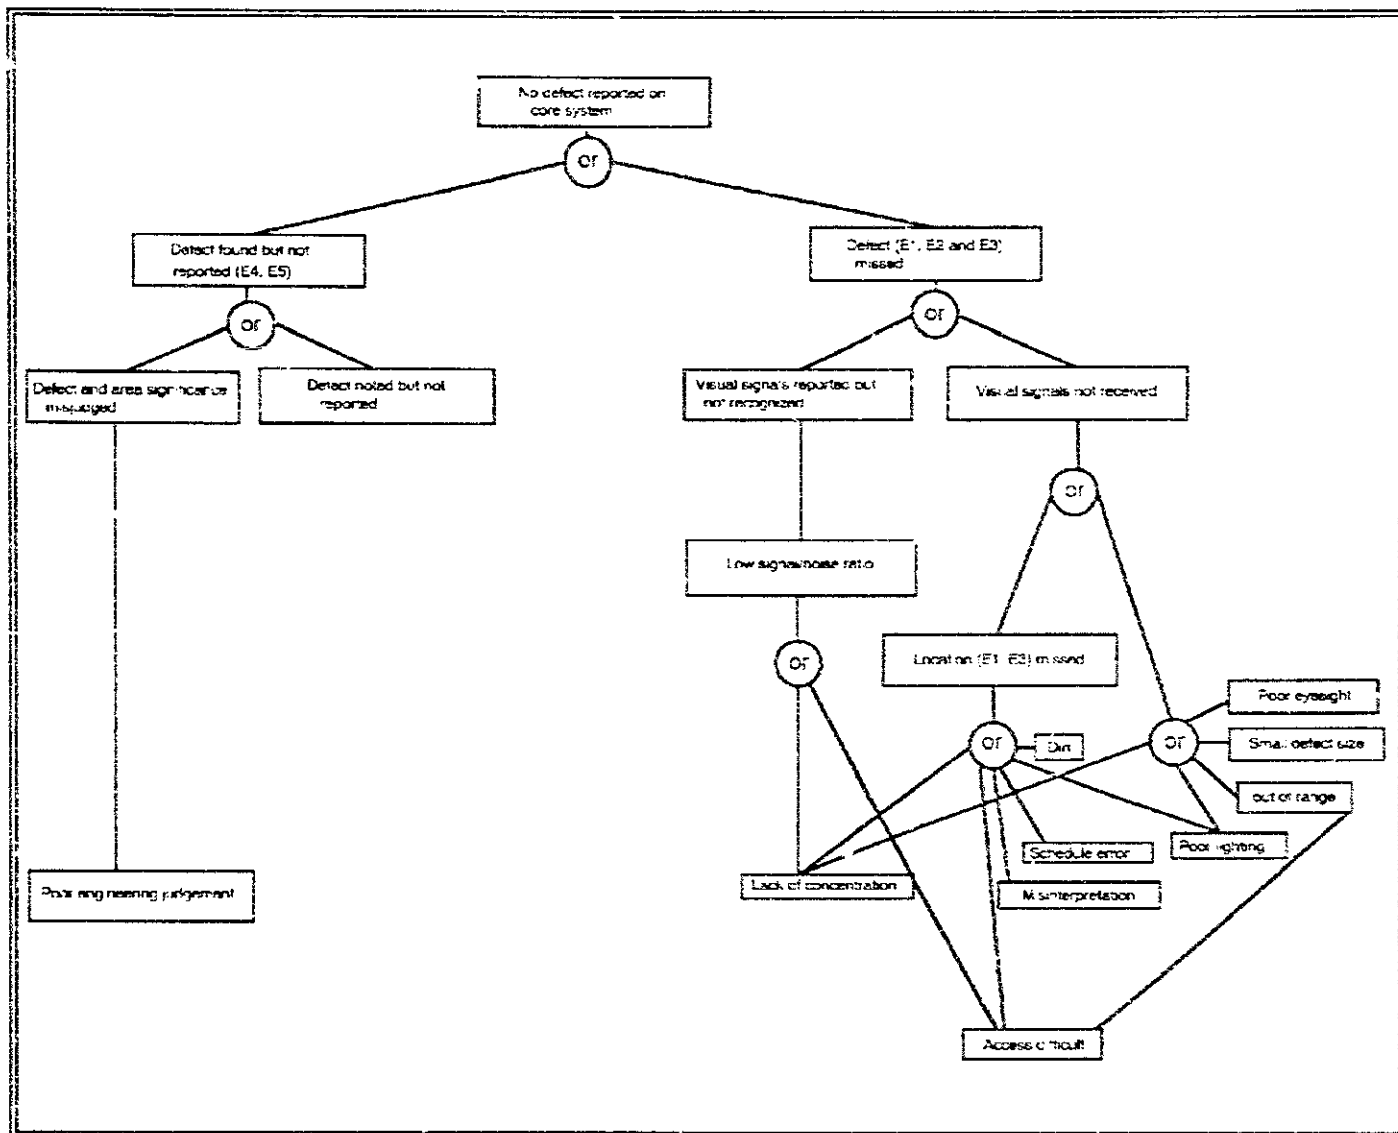 No defect reported on
core system
or
Defect found but not
reported (E4, E5)
Defect (E1, E2 and E3)
missed
or
or
Defect and area significance
misjudged
Defect noted but not
reported
Visual signals reported but
not recognized
Visual signals not received
or
Low signal/noise ratio
or
Location (E1, E3) missed
Poor eyesight
or
Dirt
or
Small defect size
out of range
Schedule error
Poor lighting
Poor engineering judgement
Lack of concentration
Misinterpretation
Access difficult